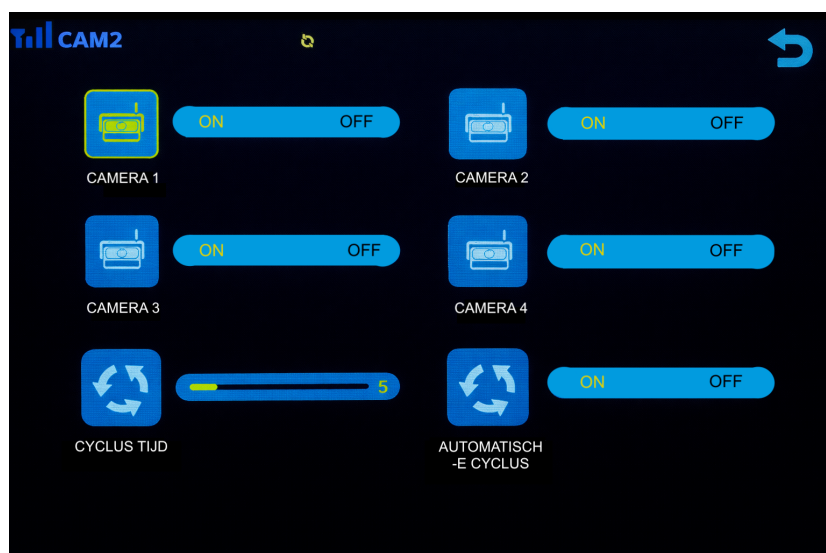 CAM2
ON OFF
ON OFF
CAMERA 1
CAMERA 2
ON OFF
ON OFF
CAMERA 3
CAMERA 4
5
ON OFF
CYCLUS TIJD
AUTOMATISCH
-E CYCLUS